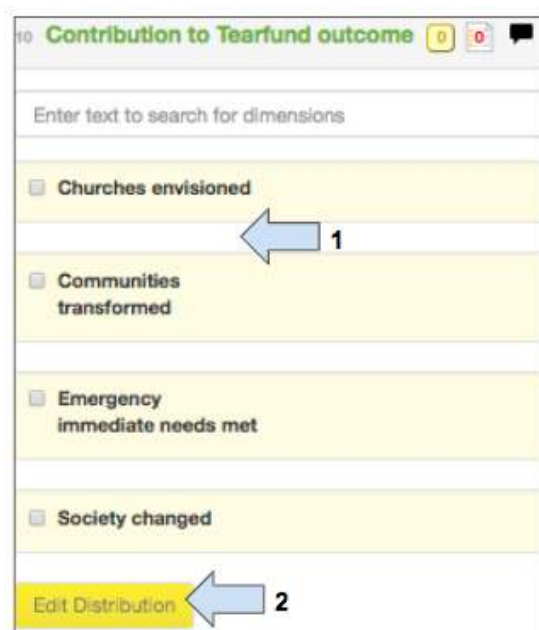 10 Contribution to Tearfund outcome 0 0
Enter text to search for dimensions
Churches envisioned
1
Communities
transformed
Emergency
immediate needs met
Society changed
Edit Distribution 2